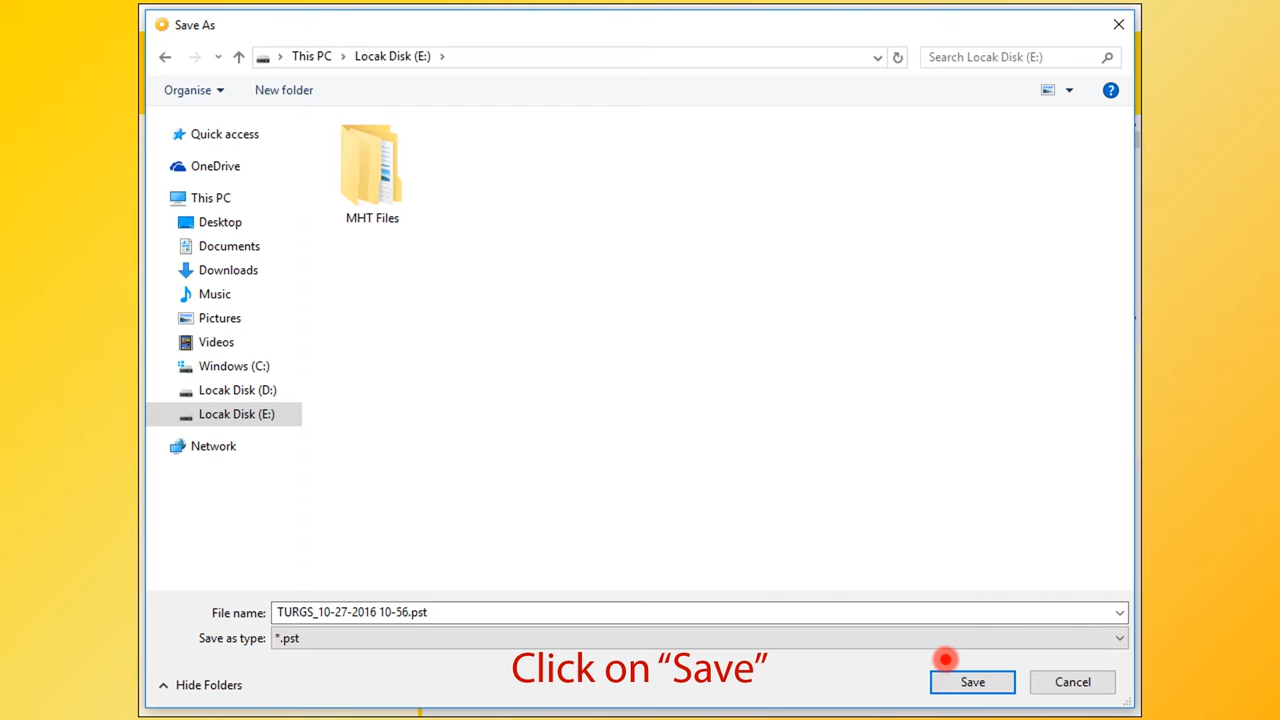 Save As
This PC
Locak Disk (E:)
Search Locak Disk (E:)
Organise
New folder
Quick access
OneDrive
This PC
Desktop
Documents
Downloads
Music
Pictures
Videos
Windows (C:)
Locak Disk (D:)
Locak Disk (E:)
Network
MHT Files
File name:
TURGS_10-27-2016 10-56.pst
Save as type:
*.pst
Click on “Save”
Hide Folders
Save
Cancel